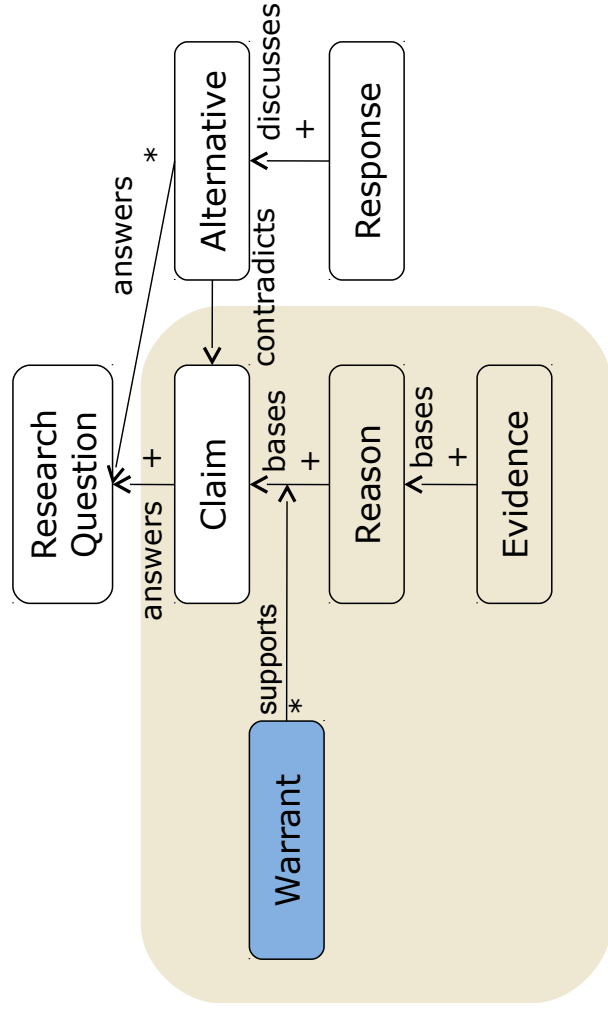 Research
Question
answers
+
answers
*
Claim
contradicts
Alternative
bases
+
discusses
+
supports
*
Warrant
Reason
Response
bases
+
Evidence